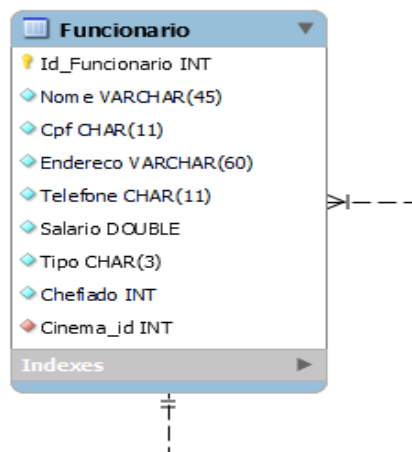 Funcionario
Id_Funcionario INT
Nome VARCHAR(45)
Cpf CHAR(11)
Endereco VARCHAR(60)
Telefone CHAR(11)
Salario DOUBLE
Tipo CHAR(3)
Chefiado INT
Cinema_id INT
Indexes